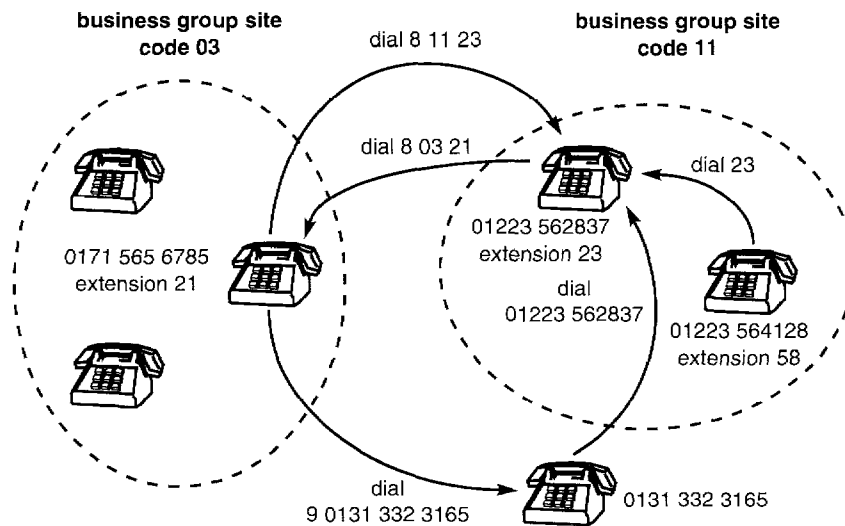 business group site
code 03
business group site
code 11
dial 8 11 23
dial 8 03 21
dial 23
0171 565 6785
extension 21
01223 562837
extension 23
dial
01223 562837
01223 564128
extension 58
dial
9 0131 332 3165
0131 332 3165